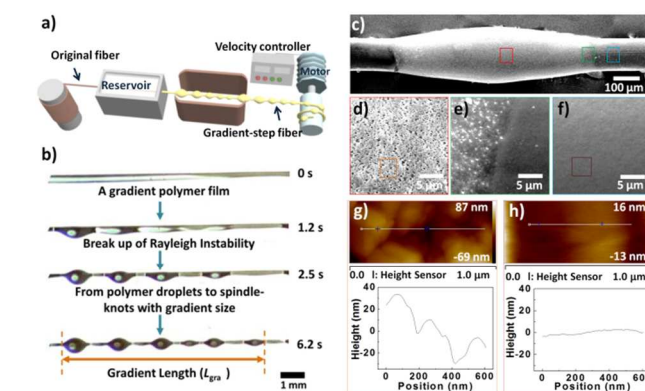 a)
Original fiber
Reservoir
Velocity controller
Motor
Gradient-step fiber
b)
0 s
A gradient polymer film
1.2 s
Break up of Rayleigh Instability
2.5 s
From polymer droplets to spindle-
knots with gradient size
6.2 s
Gradient Length (Lgra)
1 mm
c)
100 μm
d)
5 μm
e)
5 μm
f)
5 μm
g)
87 nm
-69 nm
0.0 I: Height Sensor 1.0 μm
Hieight (nm)
40
20
0
-20
0 200 400 600
Position (nm)
h)
16 nm
-13 nm
0.0 I: Height Sensor 1.0 μm
Hieight (nm)
40
20
0
-20
0 200 400 600
Position (nm)